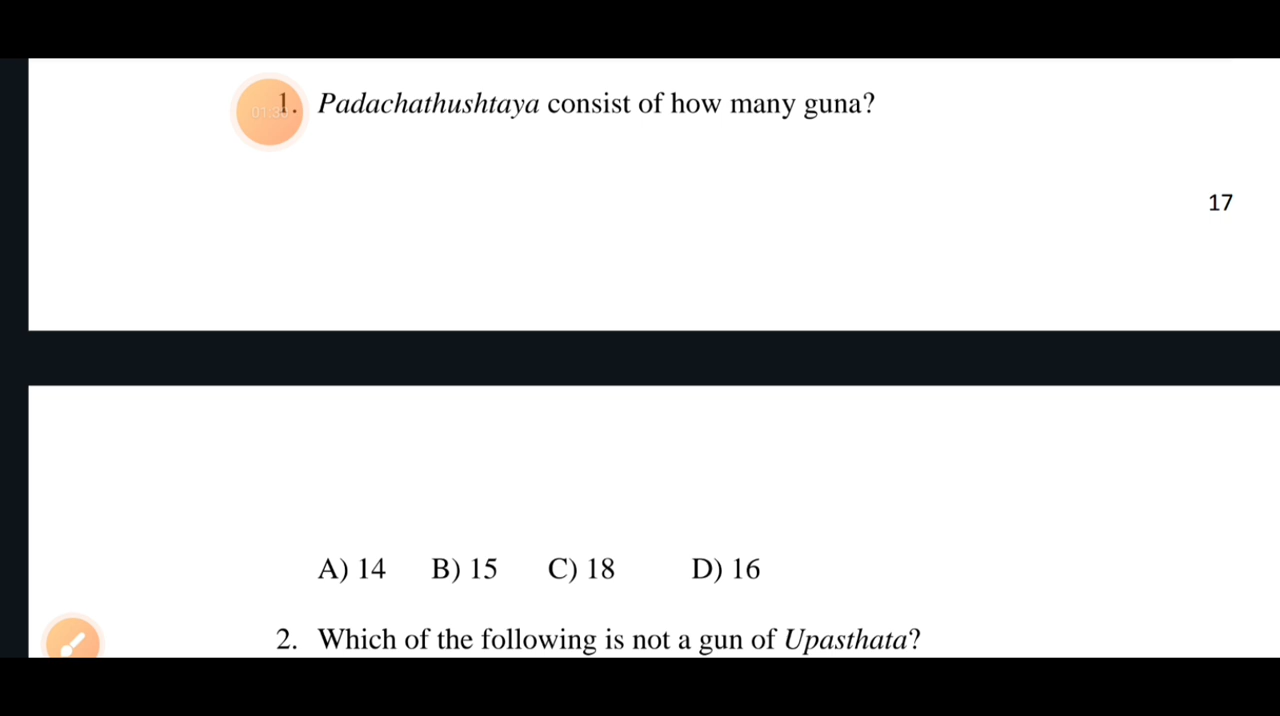 1. Padachathushtaya consist of how many guna?
17
A) 14 B) 15 C) 18 D) 16
2. Which of the following is not a gun of Upasthata?